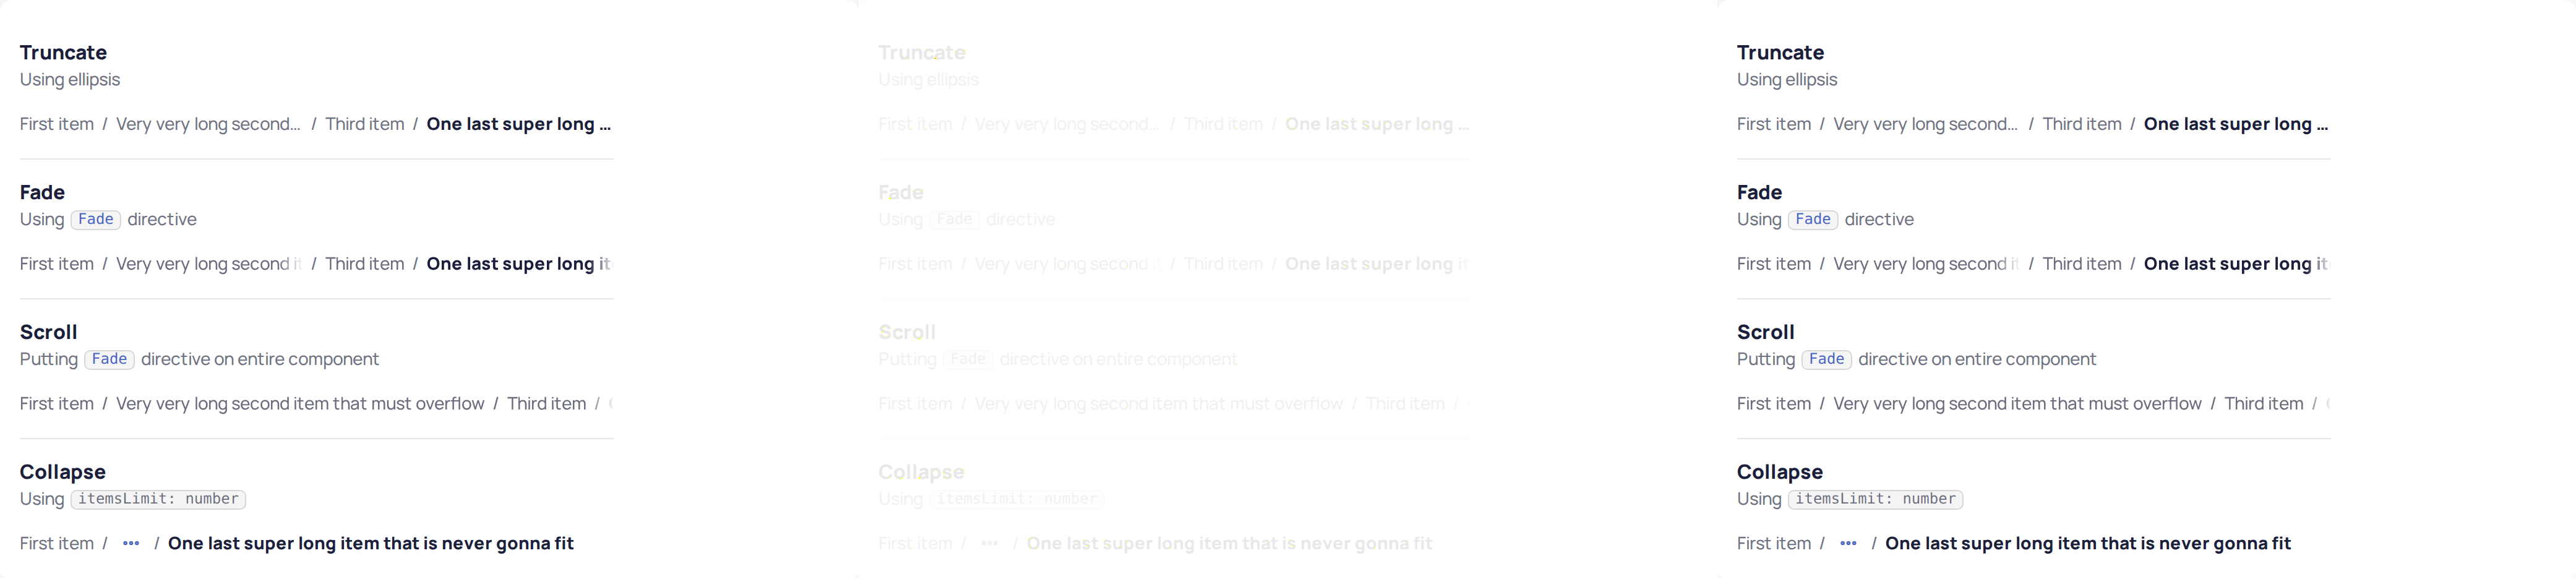 Truncate
Using ellipsis
First item / Very very long second... / Third item / One last super long ...
Fade
Using Fade directive
First item / Very very long second it / Third item / One last super long it
Scroll
Putting Fade directive on entire component
First item / Very very long second item that must overflow / Third item /
Collapse
Using itemsLimit: number
First item / ••• / One last super long item that is never gonna fit
Truncate
Using ellipsis
First item / Very very long second... / Third item / One last super long ...
Fade
Using Fade directive
First item / Very very long second it / Third item / One last super long it
Scroll
Putting Fade directive on entire component
First item / Very very long second item that must overflow / Third item /
Collapse
Using itemsLimit: number
First item / ••• / One last super long item that is never gonna fit
Truncate
Using ellipsis
First item / Very very long second... / Third item / One last super long ...
Fade
Using Fade directive
First item / Very very long second it / Third item / One last super long it
Scroll
Putting Fade directive on entire component
First item / Very very long second item that must overflow / Third item /
Collapse
Using itemsLimit: number
First item / ••• / One last super long item that is never gonna fit